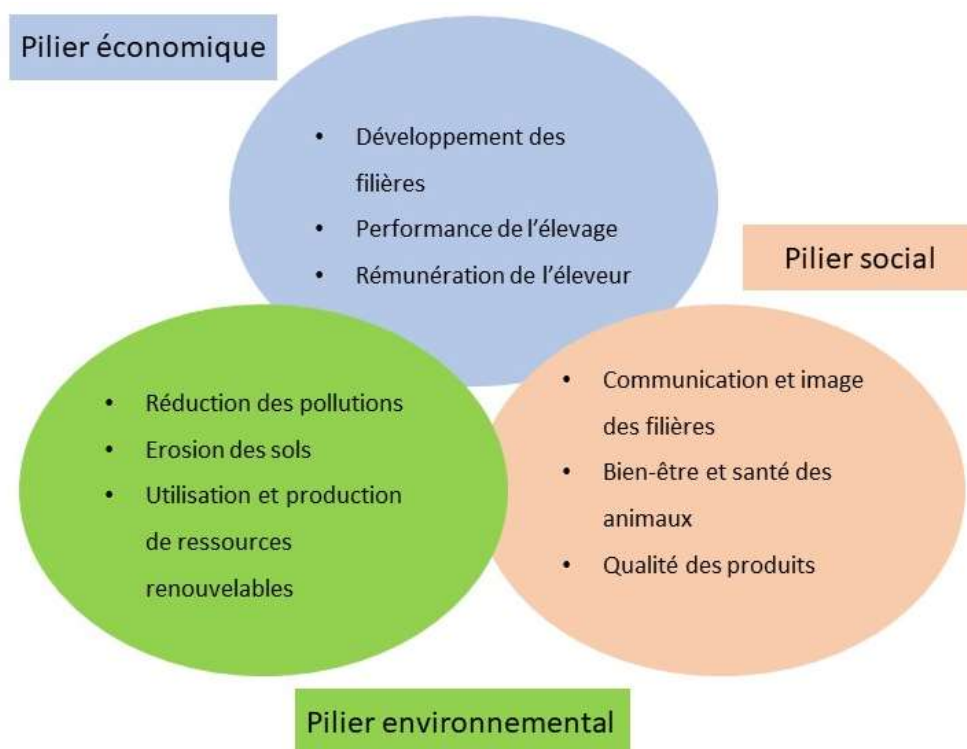 Pilier économique
• Développement des
filières
• Performance de l'élevage
• Rémunération de l'éleveur
Pilier social
• Communication et image
des filières
• Bien-être et santé des
animaux
• Qualité des produits
• Réduction des pollutions
• Erosion des sols
• Utilisation et production
de ressources
renouvelables
Pilier environnemental